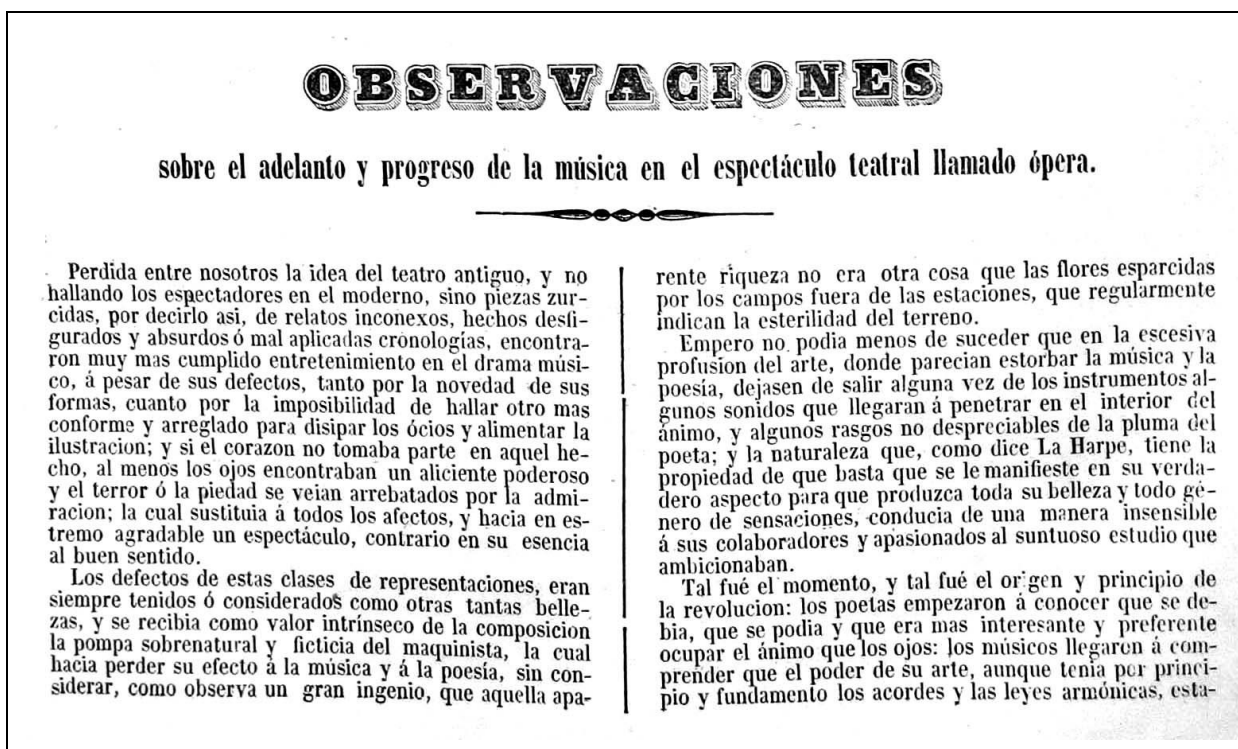 OBSERVACIONES
sobre el adelanto y progreso de la música en el espectáculo teatral llamado ópera.
Perdida entre nosotros la idea del teatro antiguo, y no
hallando los espectadores en el moderno, sino piezas zur-
cidas, por decirlo asi, de relatos inconexos, hechos desfi-
gurados y absurdos ó mal aplicadas cronologías, encontra-
ron muy mas cumplido entretenimiento en el drama músi-
co, á pesar de sus defectos, tanto por la novedad de sus
formas, cuanto por la imposibilidad de hallar otro mas
conforme y arreglado para disipar los ócios y alimentar la
ilustracion; y si el corazon no tomaba parte en aquel he-
cho, al menos los ojos encontraban un aliciente poderoso
y el terror ó la piedad se veian arrebatados por la admi-
racion; la cual sustituia á todos los afectos, y hacia en es-
tremo agradable un espectáculo, contrario en su esencia
al buen sentido.
Los defectos de estas clases de representaciones, eran
siempre tenidos ó considerados como otras tantas belle-
zas, y se recibia como valor intrínseco de la composicion
la pompa sobrenatural y ficticia del maquinista, la cual
hacia perder su efecto á la música y á la poesía, sin con-
siderar, como observa un gran ingenio, que aquella apa-
rente riqueza no era otra cosa que las flores esparcidas
por los campos fuera de las estaciones, que regularmente
indican la esterilidad del terreno.
Empero no podia menos de suceder que en la escesiva
profusion del arte, donde parecian estorbar la música y la
poesía, dejasen de salir alguna vez de los instrumentos al-
gunos sonidos que llegaran á penetrar en el interior del
ánimo, y algunos rasgos no despreciables de la pluma del
poeta; y la naturaleza que, como dice La Harpe, tiene la
propiedad de que basta que se le manifieste en su verda-
dero aspecto para que produzca toda su belleza y todo gé-
nero de sensaciones, conducia de una manera insensible
á sus colaboradores y apasionados al suntuoso estudio que
ambicionaban.
Tal fué el momento, y tal fué el origen y principio de
la revolucion: los poetas empezaron á conocer que se de-
bia, que se podia y que era mas interesante y preferente
ocupar el ánimo que los ojos: los músicos llegaron á com-
prender que el poder de su arte, aunque tenia por princi-
pio y fundamento los acordes y las leyes armónicas, esta-